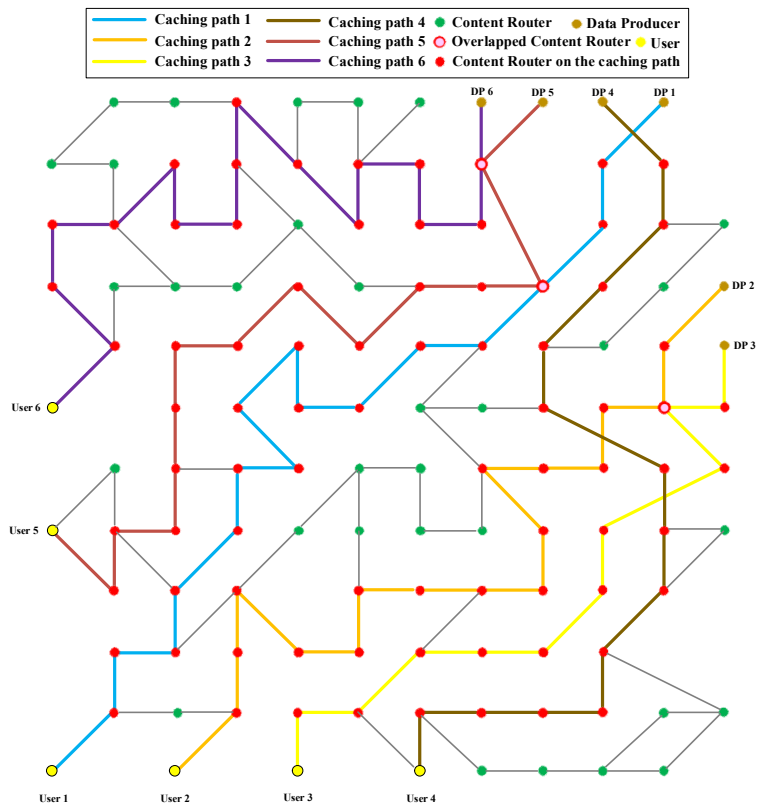 Caching path 1 Caching path 4 Content Router Data Producer
Caching path 2 Caching path 5 Overlapped Content Router User
Caching path 3 Caching path 6 Content Router on the caching path
DP 6 DP 5 DP 4 DP 1
DP 2
DP 3
User 6
User 5
User 1 User 2 User 3 User 4